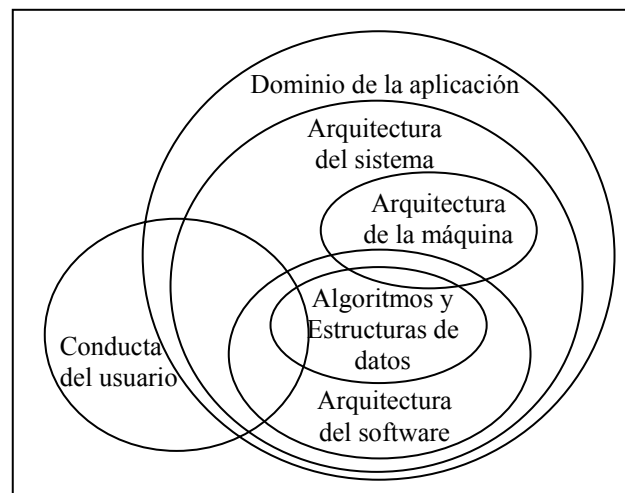 Dominio de la aplicación
Arquitectura
del sistema
Arquitectura
de la máquina
Algoritmos y
Estructuras de
datos
Conducta
del usuario
Arquitectura
del software